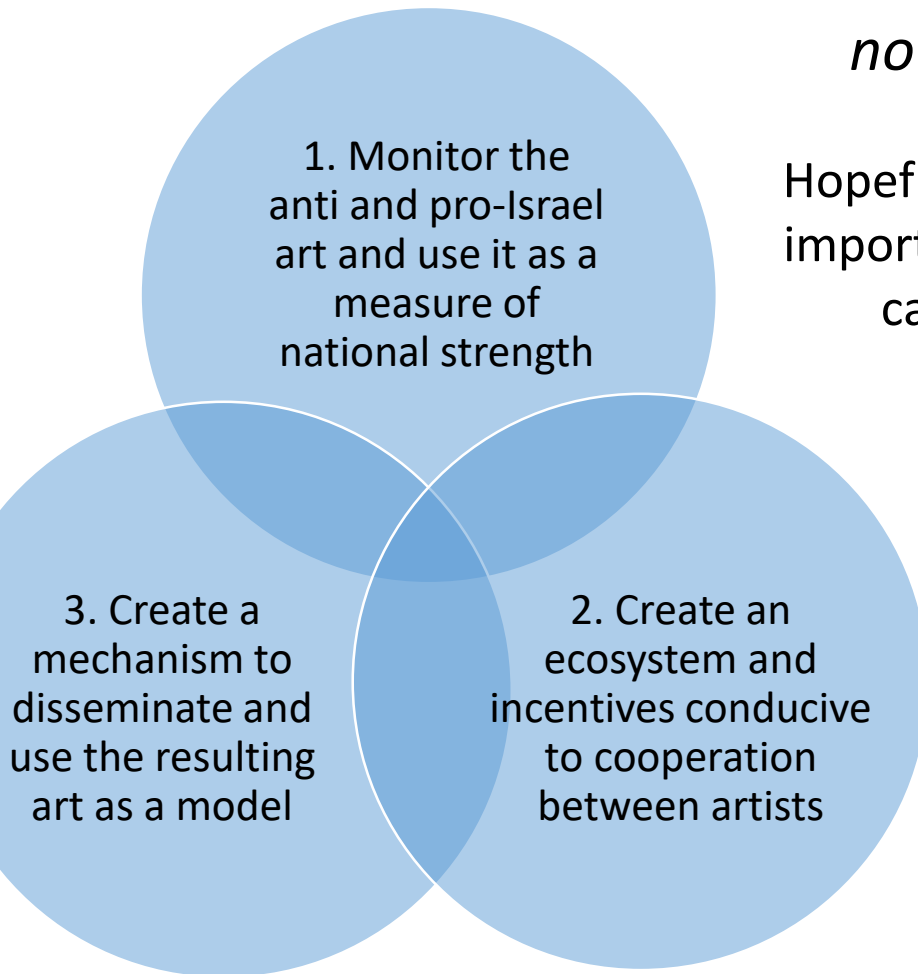 no
Hopef
import
ca
1. Monitor the
anti and pro-Israel
art and use it as a
measure of
national strength
3. Create a
mechanism to
disseminate and
use the resulting
art as a model
2. Create an
ecosystem and
incentives conducive
to cooperation
between artists